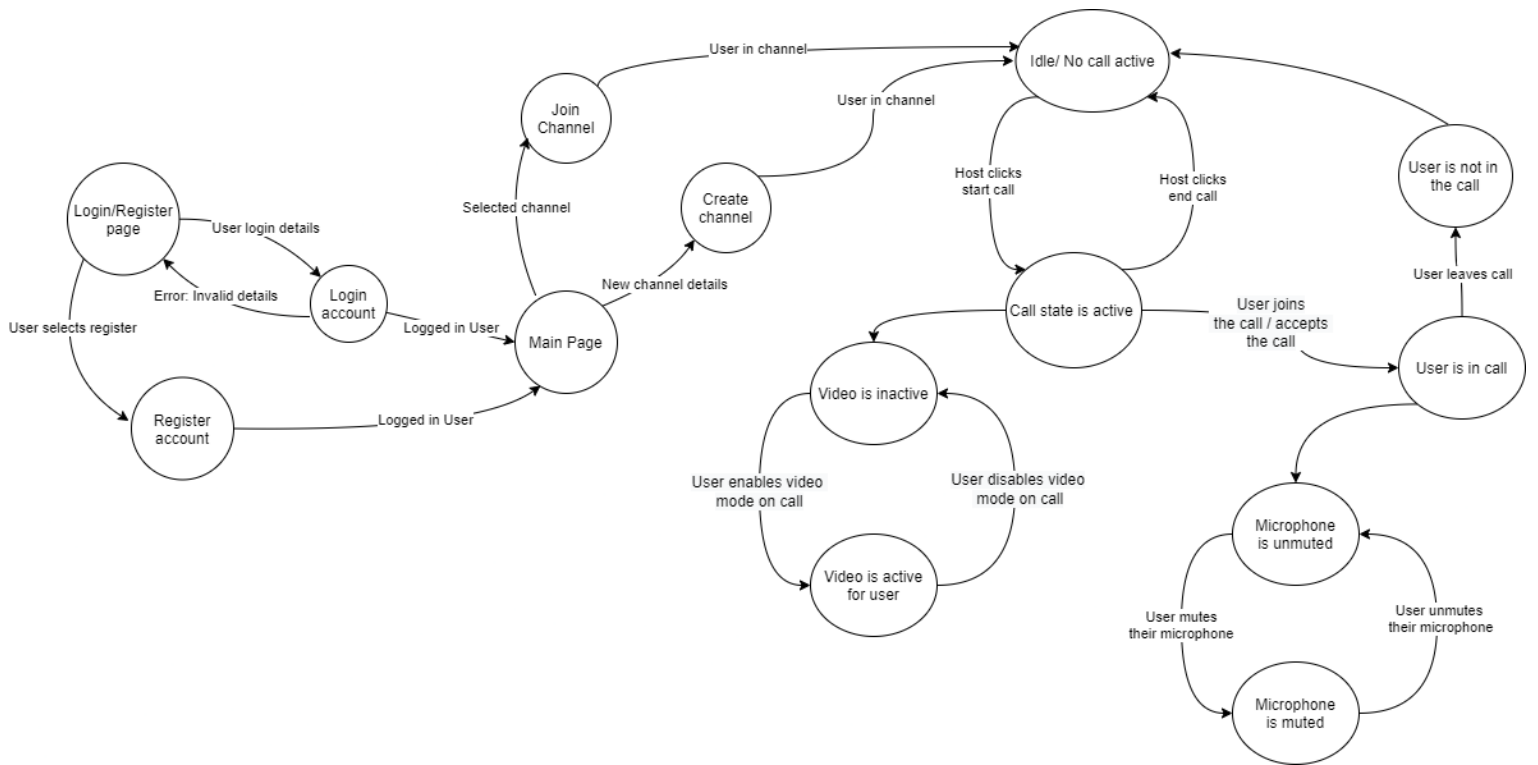 User in channel
Idle/ No call active
Join
Channel
User in channel
Login/Register
page
User login details
Selected channel
Create
channel
Host clicks
start call
Host clicks
end call
User is not in
the call
Error: Invalid details
Login
account
New channel details
User leaves call
User selects register
Logged in User
Main Page
Call state is active
User joins
the call / accepts
the call
Register
account
Logged in User
Video is inactive
User is in call
User enables video
mode on call
User disables video
mode on call
Microphone
is unmuted
Video is active
for user
User mutes
their microphone
User unmutes
their microphone
Microphone
is muted